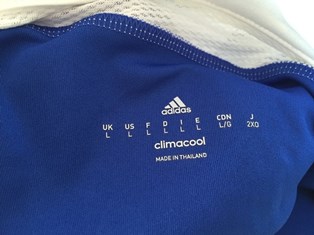 adidas
UK US F D I E CDN J
L L L L L L L/G 2XO
climacool
MADE IN THAILAND